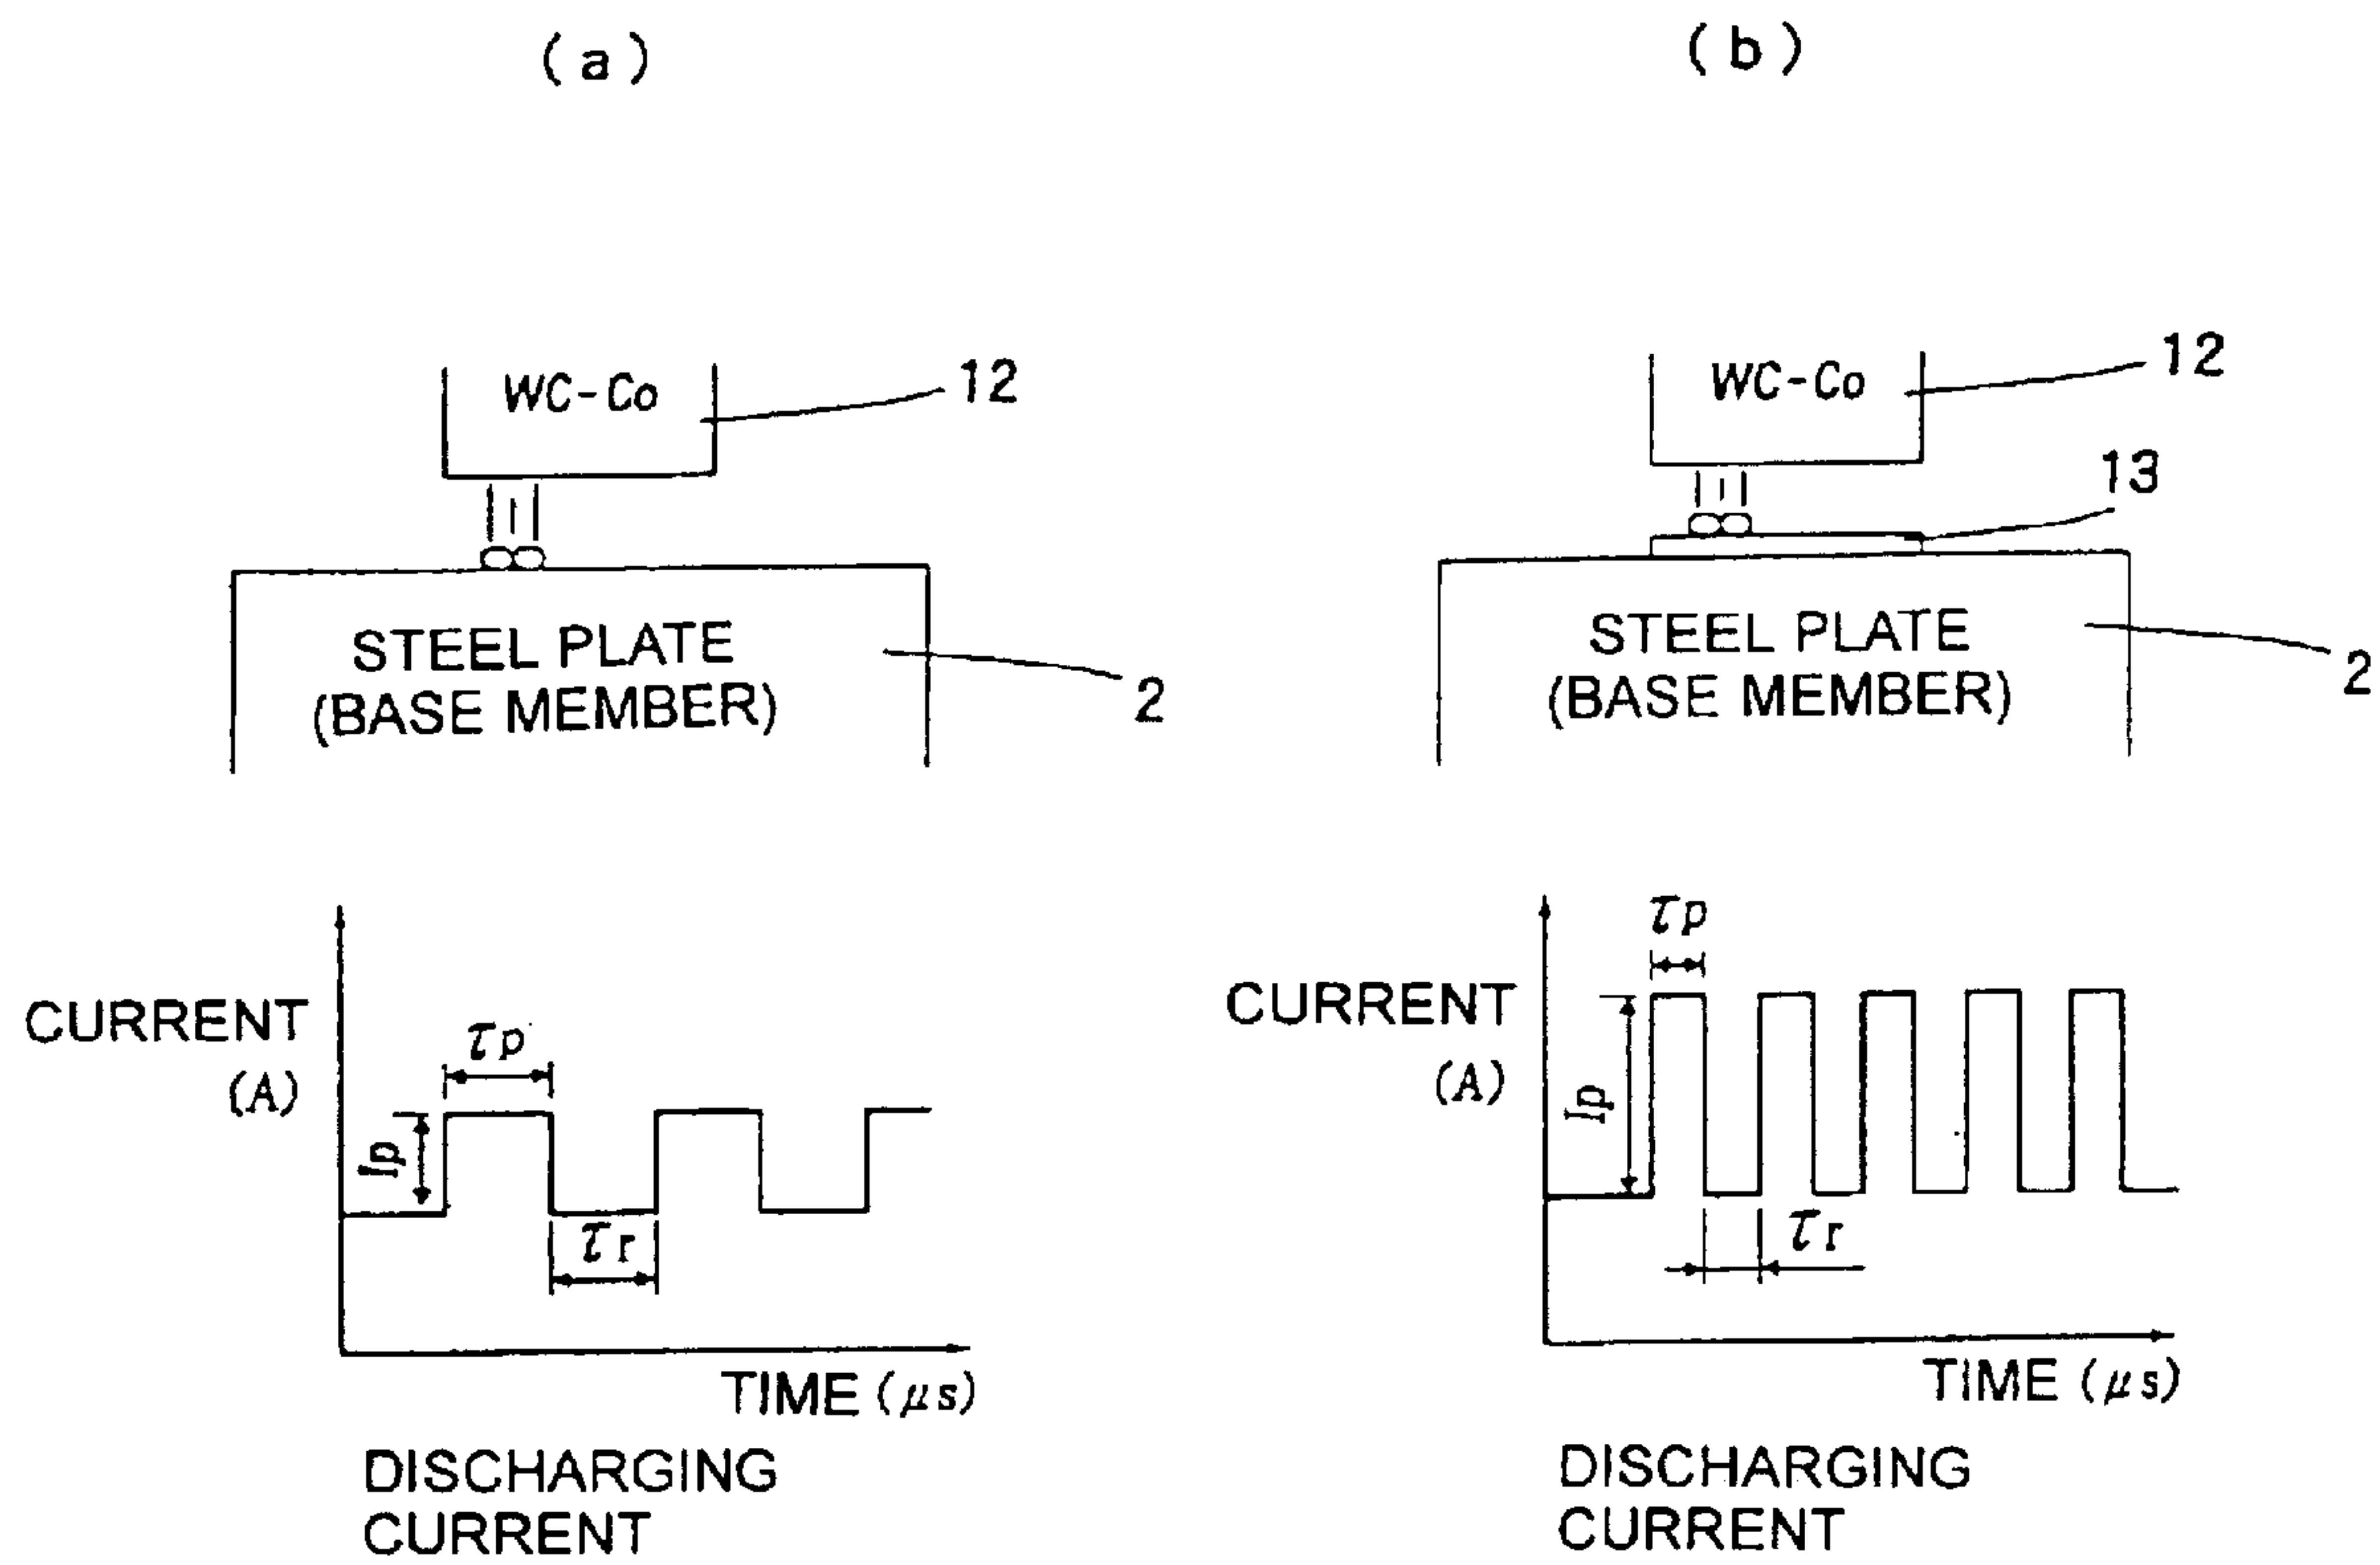 (a)
WC-Co
12
STEEL PLATE
(BASE MEMBER)
2
CURRENT
(A)
τp
Ip
τr
TIME (μs)
DISCHARGING
CURRENT
(b)
WC-Co
12
13
STEEL PLATE
(BASE MEMBER)
2
CURRENT
(A)
τp
Ip
τr
TIME (μs)
DISCHARGING
CURRENT